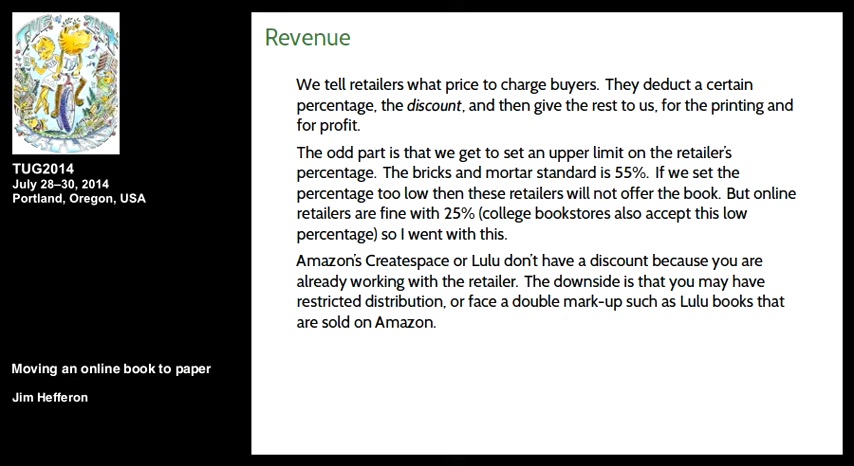 TUG2014
July 28–30, 2014
Portland, Oregon, USA
Moving an online book to paper
Jim Hefferon
Revenue
We tell retailers what price to charge buyers. They deduct a certain
percentage, the discount, and then give the rest to us, for the printing and
for profit.
The odd part is that we get to set an upper limit on the retailer's
percentage. The bricks and mortar standard is 55%. If we set the
percentage too low then these retailers will not offer the book. But online
retailers are fine with 25% (college bookstores also accept this low
percentage) so I went with this.
Amazon's Createspace or Lulu don't have a discount because you are
already working with the retailer. The downside is that you may have
restricted distribution, or face a double mark-up such as Lulu books that
are sold on Amazon.